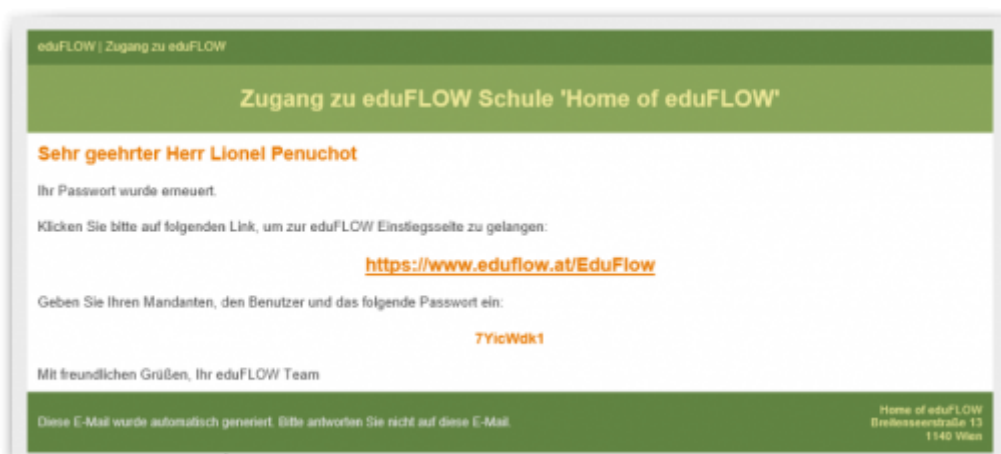 eduFLOW | Zugang zu eduFLOW
Zugang zu eduFLOW Schule 'Home of eduFLOW'
Sehr geehrter Herr Lionel Penuchot
Ihr Passwort wurde erneuert.
Klicken Sie bitte auf folgenden Link, um zur eduFLOW Einstiegsseite zu gelangen:
https://www.eduflow.at/EduFlow
Geben Sie Ihren Mandanten, den Benutzer und das folgende Passwort ein:
7YicWdk1
Mit freundlichen Grüßen, Ihr eduFLOW Team
Diese E-Mail wurde automatisch generiert. Bitte antworten Sie nicht auf diese E-Mail.
Home of eduFLOW
Breitenseerstraße 13
1140 Wien